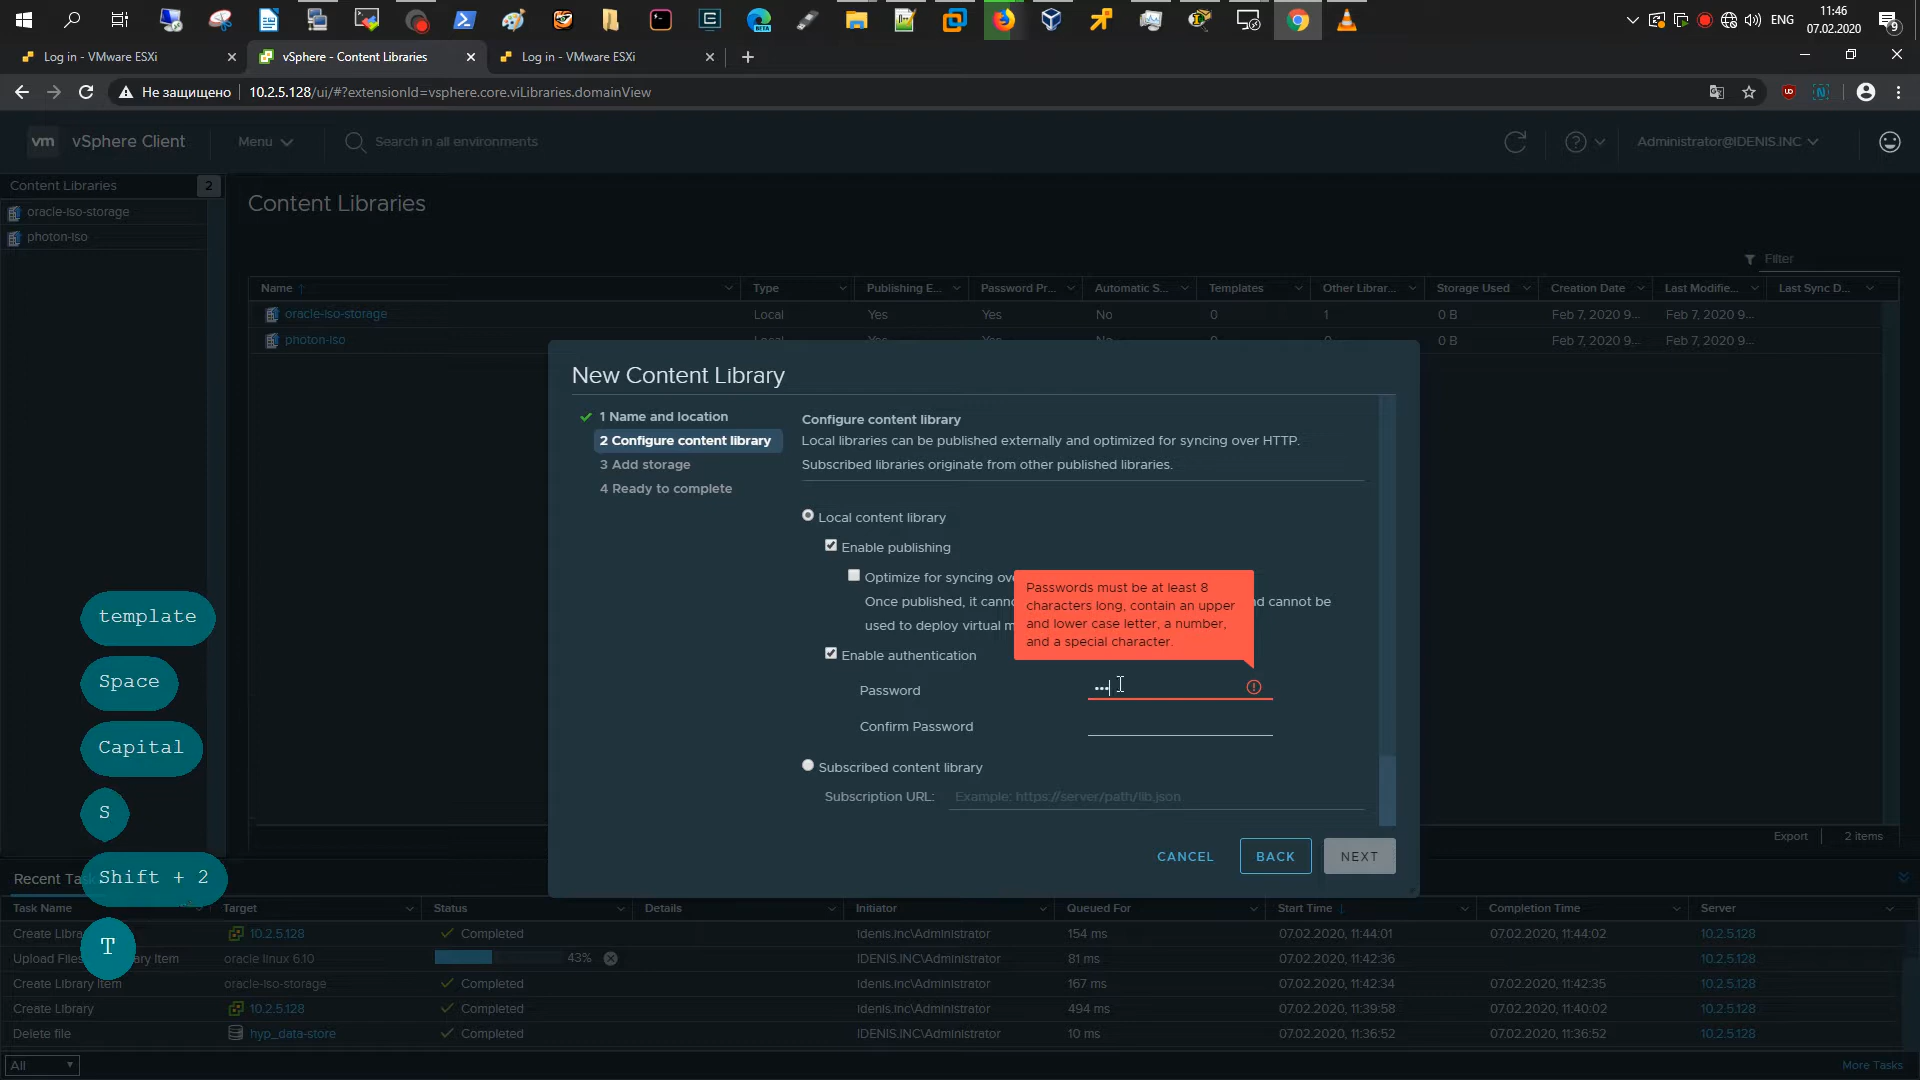 ENG
11:46
07.02.2020
9
Log in - VMware ESXi
vSphere - Content Libraries
Log in - VMware ESXi
Не защищено
10.2.5.128/ui/#?extensionId=vsphere.core.viLibraries.domainView
vm
vSphere Client
Menu
Search in all environments
Administrator@IDENIS.INC
Content Libraries
2
oracle-iso-storage
photon-iso
Content Libraries
Filter
Name
Type
Publishing E...
Password Pr...
Automatic S...
Templates
Other Librar...
Storage Used
Creation Date
Last Modifie...
Last Sync D...
oracle-iso-storage
Local
Yes
Yes
No
0
1
0 B
Feb 7, 2020 9...
Feb 7, 2020 9...
photon-iso
0 B
Feb 7, 2020 9...
Feb 7, 2020 9...
New Content Library
1 Name and location
2 Configure content library
3 Add storage
4 Ready to complete
Configure content library
Local libraries can be published externally and optimized for syncing over HTTP.
Subscribed libraries originate from other published libraries.
Local content library
Enable publishing
Optimize for syncing ov
Once published, it canno
d cannot be
used to deploy virtual m
Passwords must be at least 8
characters long, contain an upper
and lower case letter, a number,
and a special character.
Enable authentication
Password
•••
Confirm Password
Subscribed content library
Subscription URL:
Example: https://server/path/lib.json
CANCEL
BACK
NEXT
Export
2 items
template
Space
Capital
S
Shift + 2
T
Recent Ta
Task Name
Target
Status
Details
Initiator
Queued For
Start Time
Completion Time
Server
Create Libra
10.2.5.128
Completed
Idenis.inc\Administrator
154 ms
07.02.2020, 11:44:01
07.02.2020, 11:44:02
10.2.5.128
Upload Files
ary Item
oracle linux 6.10
43%
IDENIS.INC\Administrator
81 ms
07.02.2020, 11:42:36
10.2.5.128
Create Library Item
oracle-iso-storage
Completed
IDENIS.INC\Administrator
167 ms
07.02.2020, 11:42:34
07.02.2020, 11:42:35
10.2.5.128
Create Library
10.2.5.128
Completed
Idenis.inc\Administrator
494 ms
07.02.2020, 11:39:58
07.02.2020, 11:40:02
10.2.5.128
Delete file
hyp_data-store
Completed
IDENIS.INC\Administrator
10 ms
07.02.2020, 11:36:52
07.02.2020, 11:36:52
10.2.5.128
All
More Tasks